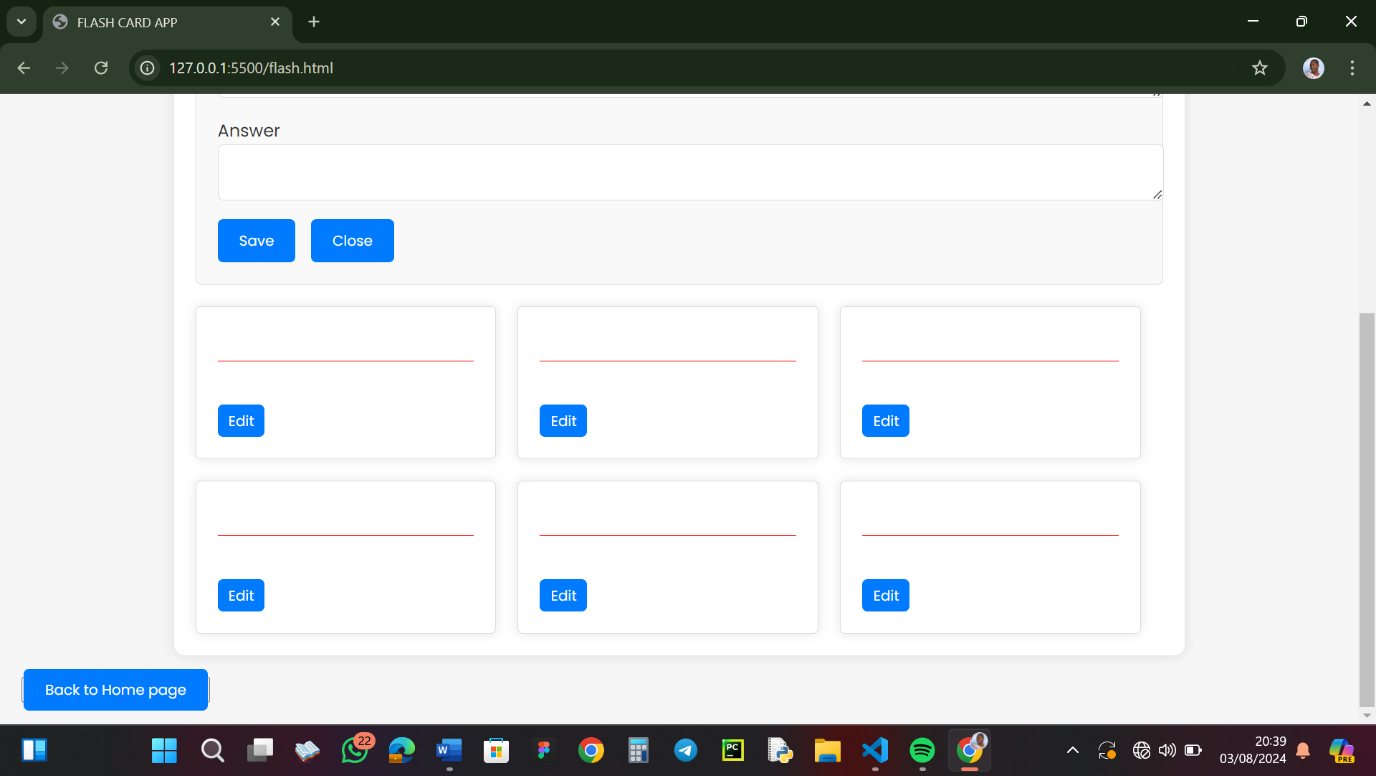 FLASH CARD APP
127.0.0.1:5500/flash.html
Answer
Save Close
Edit Edit Edit
Edit Edit Edit
Back to Home page
22
W
PC
20:39
03/08/2024
PRE